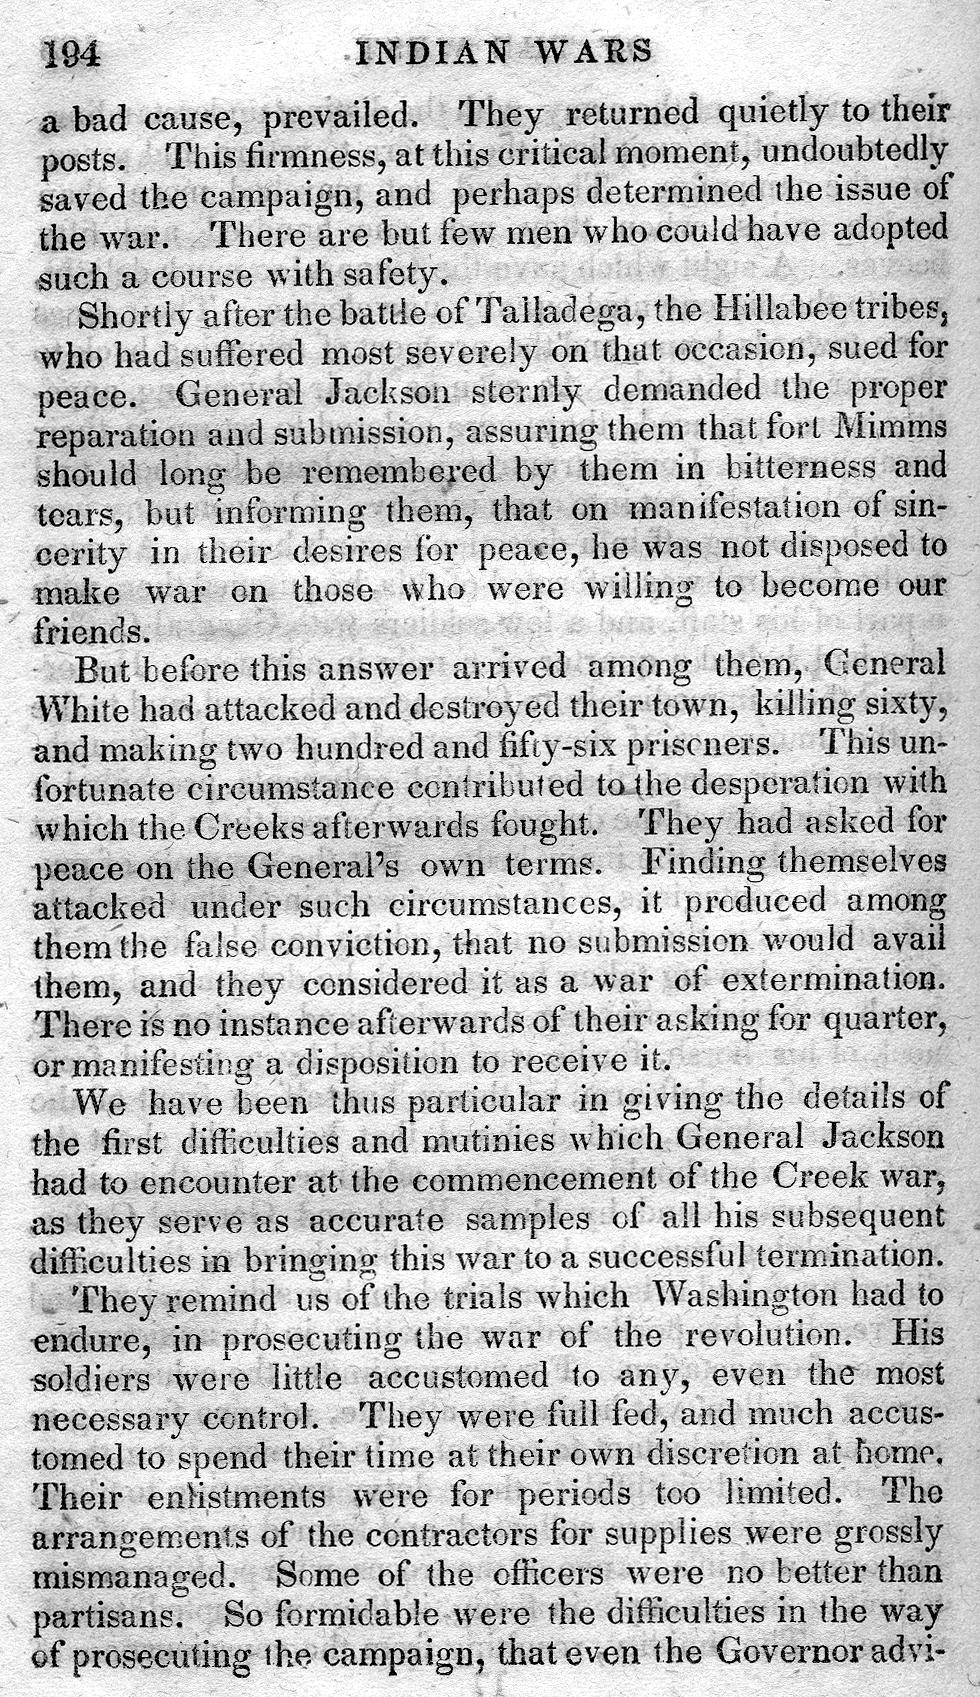 194 INDIAN WARS
a bad cause, prevailed. They returned quietly to their
posts. This firmness, at this critical moment, undoubtedly
saved the campaign, and perhaps determined the issue of
the war. There are but few men who could have adopted
such a course with safety.
Shortly after the battle of Talladega, the Hillabee tribes,
who had suffered most severely on that occasion, sued for
peace. General Jackson sternly demanded the proper
reparation and submission, assuring them that fort Mimms
should long be remembered by them in bitterness and
tears, but informing them, that on manifestation of sin-
cerity in their desires for peace, he was not disposed to
make war on those who were willing to become our
friends.
But before this answer arrived among them, General
White had attacked and destroyed their town, killing sixty,
and making two hundred and fifty-six prisoners. This un-
fortunate circumstance contributed to the desperation with
which the Creeks afterwards fought. They had asked for
peace on the General's own terms. Finding themselves
attacked under such circumstances, it produced among
them the false conviction, that no submission would avail
them, and they considered it as a war of extermination.
There is no instance afterwards of their asking for quarter,
or manifesting a disposition to receive it.
We have been thus particular in giving the details of
the first difficulties and mutinies which General Jackson
had to encounter at the commencement of the Creek war,
as they serve as accurate samples of all his subsequent
difficulties in bringing this war to a successful termination.
They remind us of the trials which Washington had to
endure, in prosecuting the war of the revolution. His
soldiers were little accustomed to any, even the most
necessary control. They were full fed, and much accus-
tomed to spend their time at their own discretion at home.
Their enlistments were for periods too limited. The
arrangements of the contractors for supplies were grossly
mismanaged. Some of the officers were no better than
partisans. So formidable were the difficulties in the way
of prosecuting the campaign, that even the Governor advi-